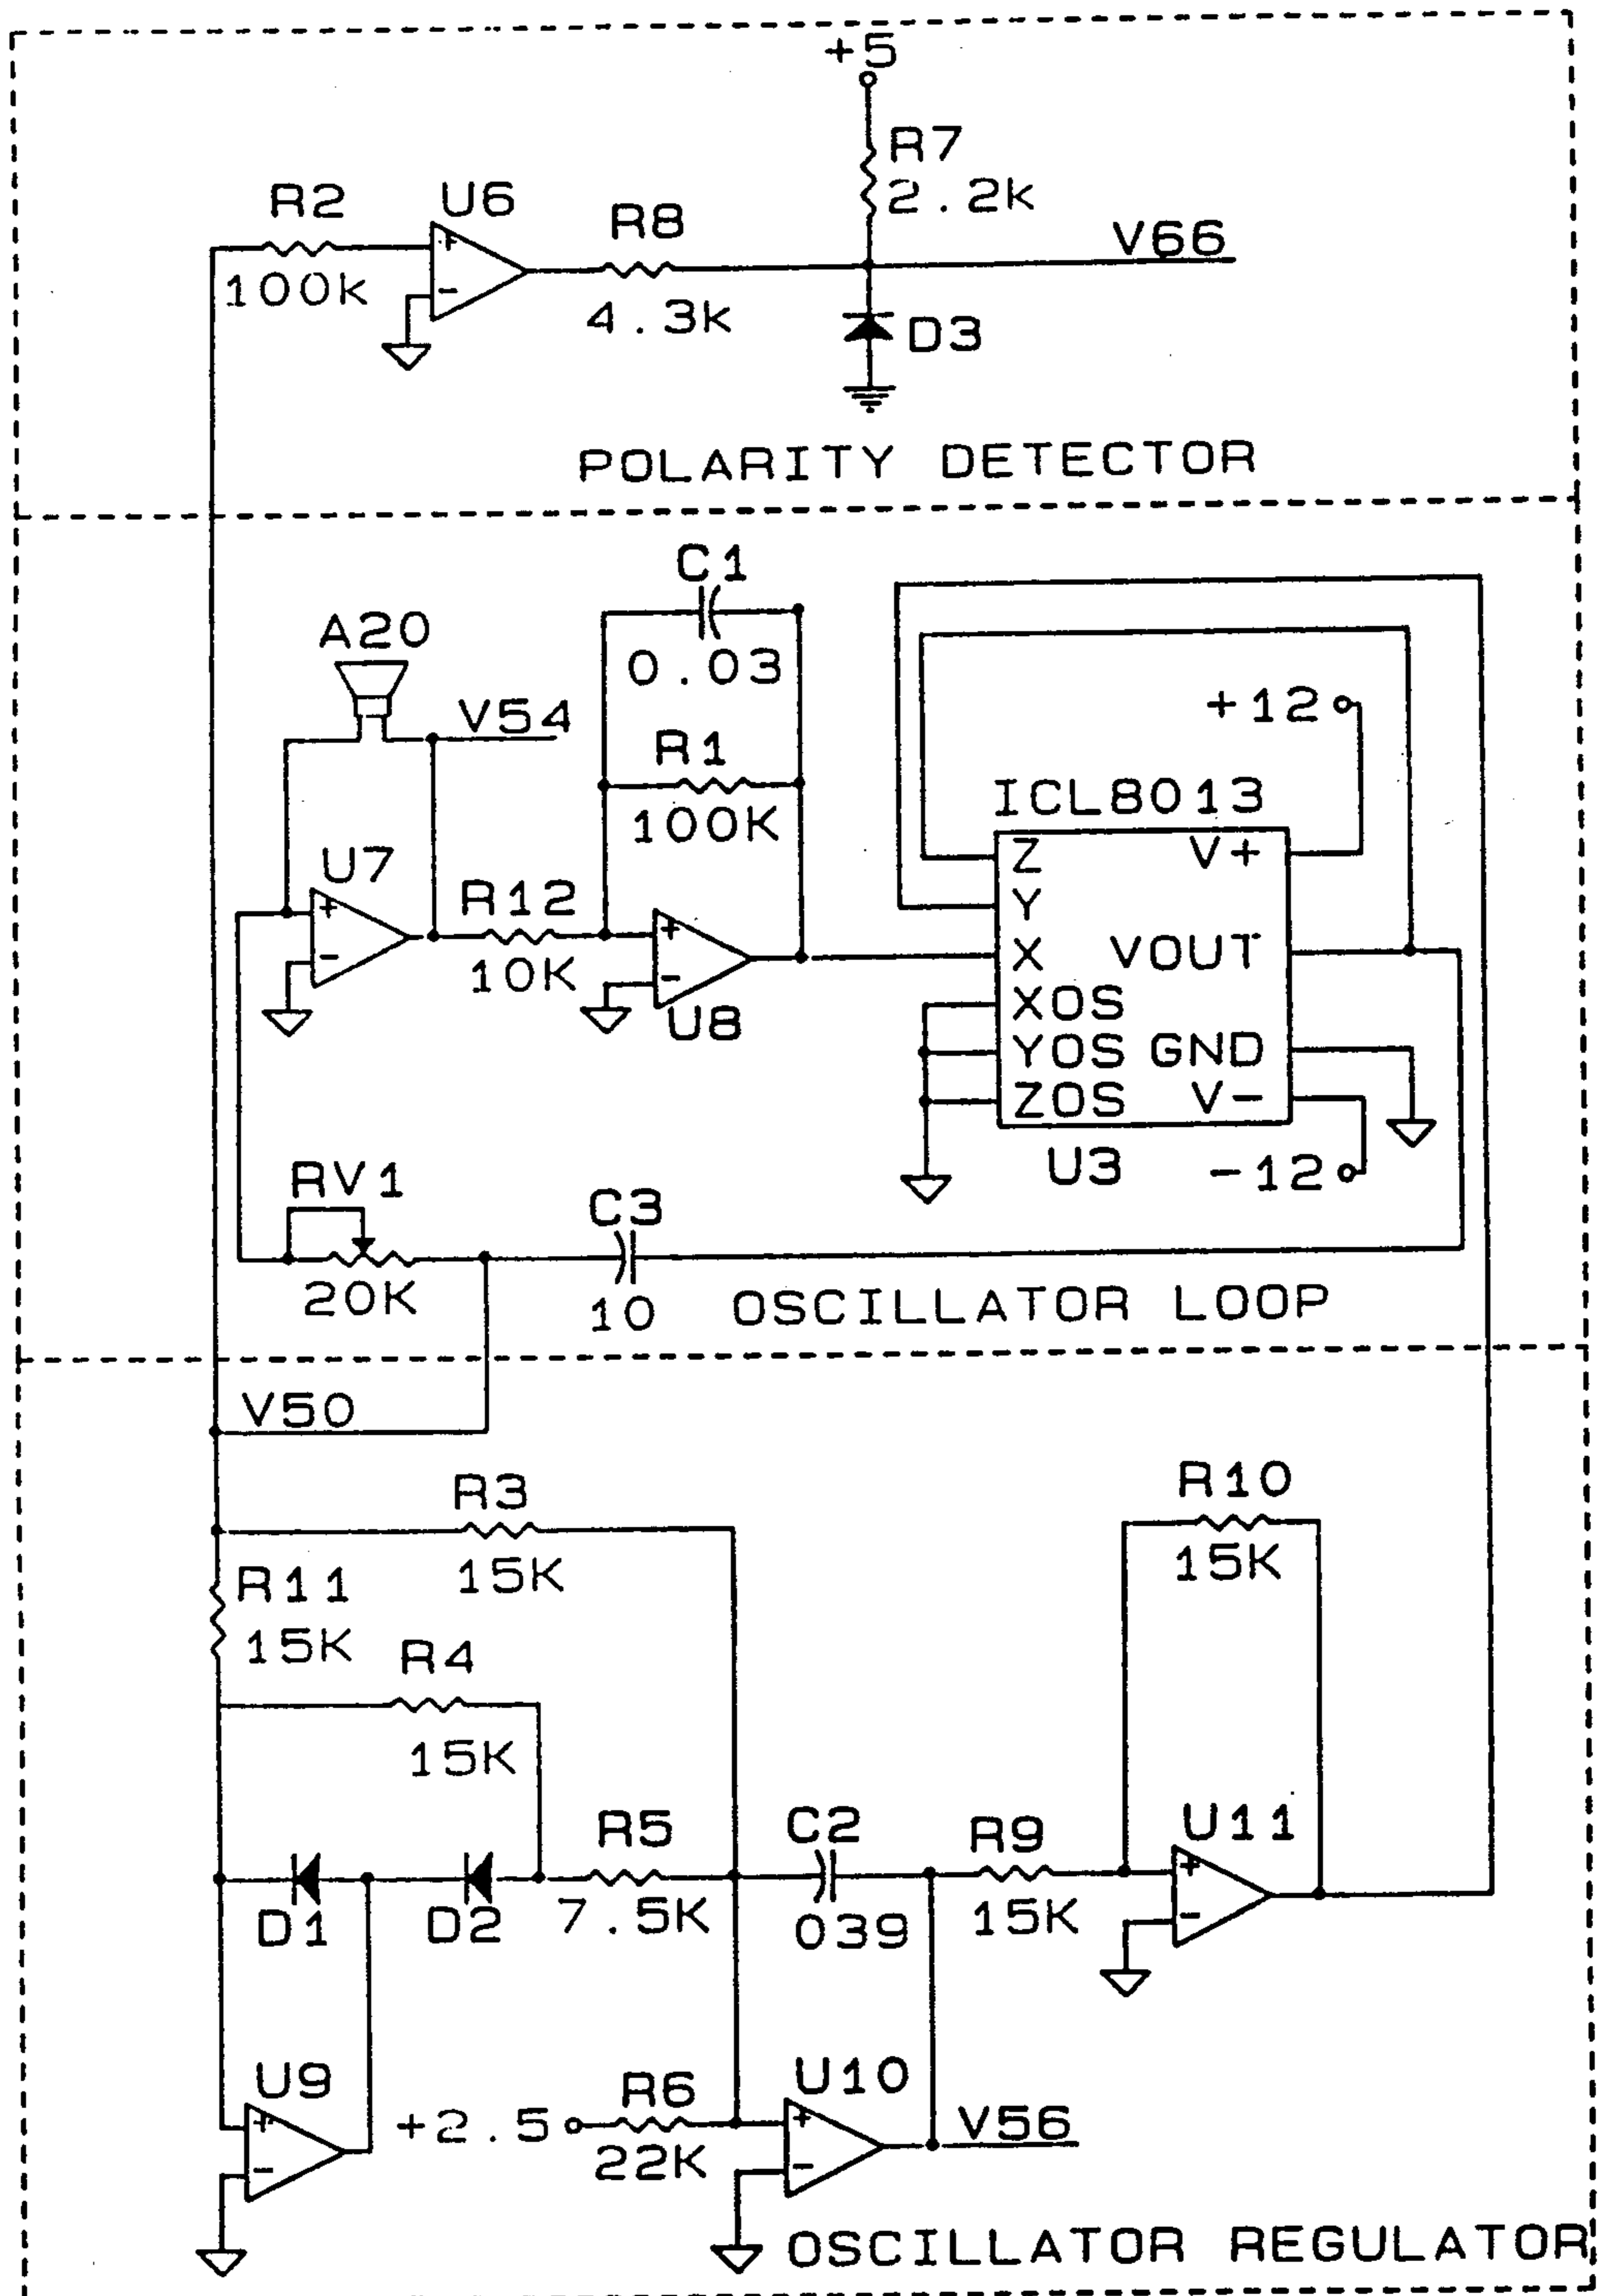 +5
R7
2.2k
R2
100k
U6
+
-
R8
4.3k
V66
D3
POLARITY DETECTOR
C1
0.03
A20
V54
R1
100K
+12
ICL8013
Z
V+
Y
X
VOUT
XOS
YOS
GND
ZOS
V-
U3
-12
U7
+
-
R12
10K
+
-
U8
RV1
20K
C3
10
OSCILLATOR LOOP
V50
R3
15K
R10
15K
R11
15K
R4
15K
D1
D2
R5
7.5K
C2
039
R9
15K
U11
+
-
U9
+
-
+2.5
R6
22K
U10
+
-
V56
OSCILLATOR REGULATOR